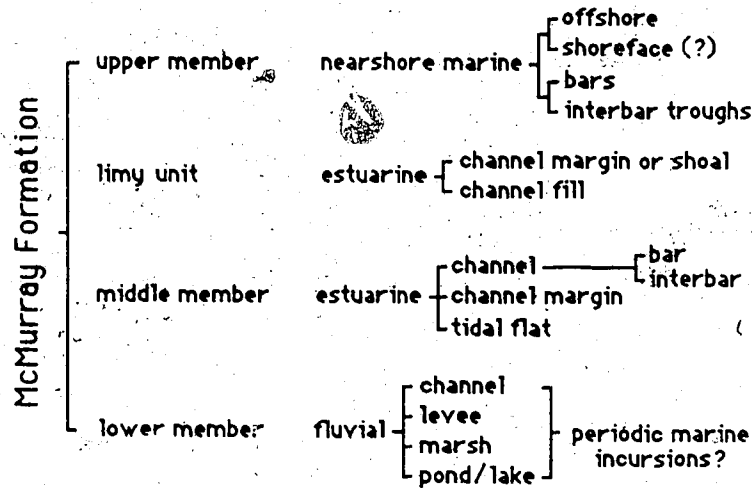 McMurray Formation
upper member
nearshore marine
offshore
shoreface (?)
bars
interbar troughs
limy unit
estuarine
channel margin or shoal
channel fill
middle member
estuarine
channel
bar
interbar
channel margin
tidal flat
lower member
fluvial
channel
levee
marsh
pond/lake
periodic marine
incursions?